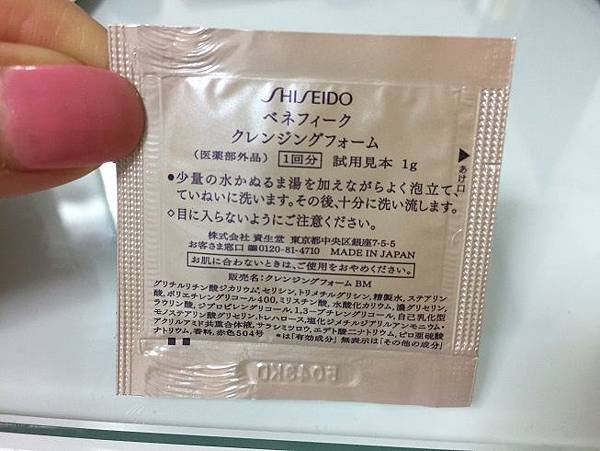 SHISEIDO
ベネフィーク
クレンジングフォーム
(医薬部外品) 1回分 試用見本 1g
▶あけ口
●少量の水かぬるま湯を加えながらよく泡立て、
ていねいに洗います。その後、十分に洗い流します。
◇目に入らないようにご注意ください。
株式会社 資生堂 東京都中央区銀座7-5-5
お客さま窓口 0120-81-4710 MADE IN JAPAN
お肌に合わないときは、ご使用をおやめください。
販売名:クレンジングフォーム BM
グリチルリチン酸ジカリウム*、セリシン、トリメチルグリシン、精製水、ステアリン
酸、ポリエチレングリコール400、ミリスチン酸、水酸化カリウム、濃グリセリン、
ラウリン酸、ジプロピレングリコール、1,3-ブチレングリコール、自己乳化型
モノステアリン酸グリセリン、トレハロース、塩化ジメチルジアリルアンモニウム・
アクリルアミド共重合体液、サラシミツロウ、エデト酸二ナトリウム、ピロ亜硫酸
ナトリウム、香料、赤色504号 *は「有効成分」 無表示は「その他の成分」
5043KD